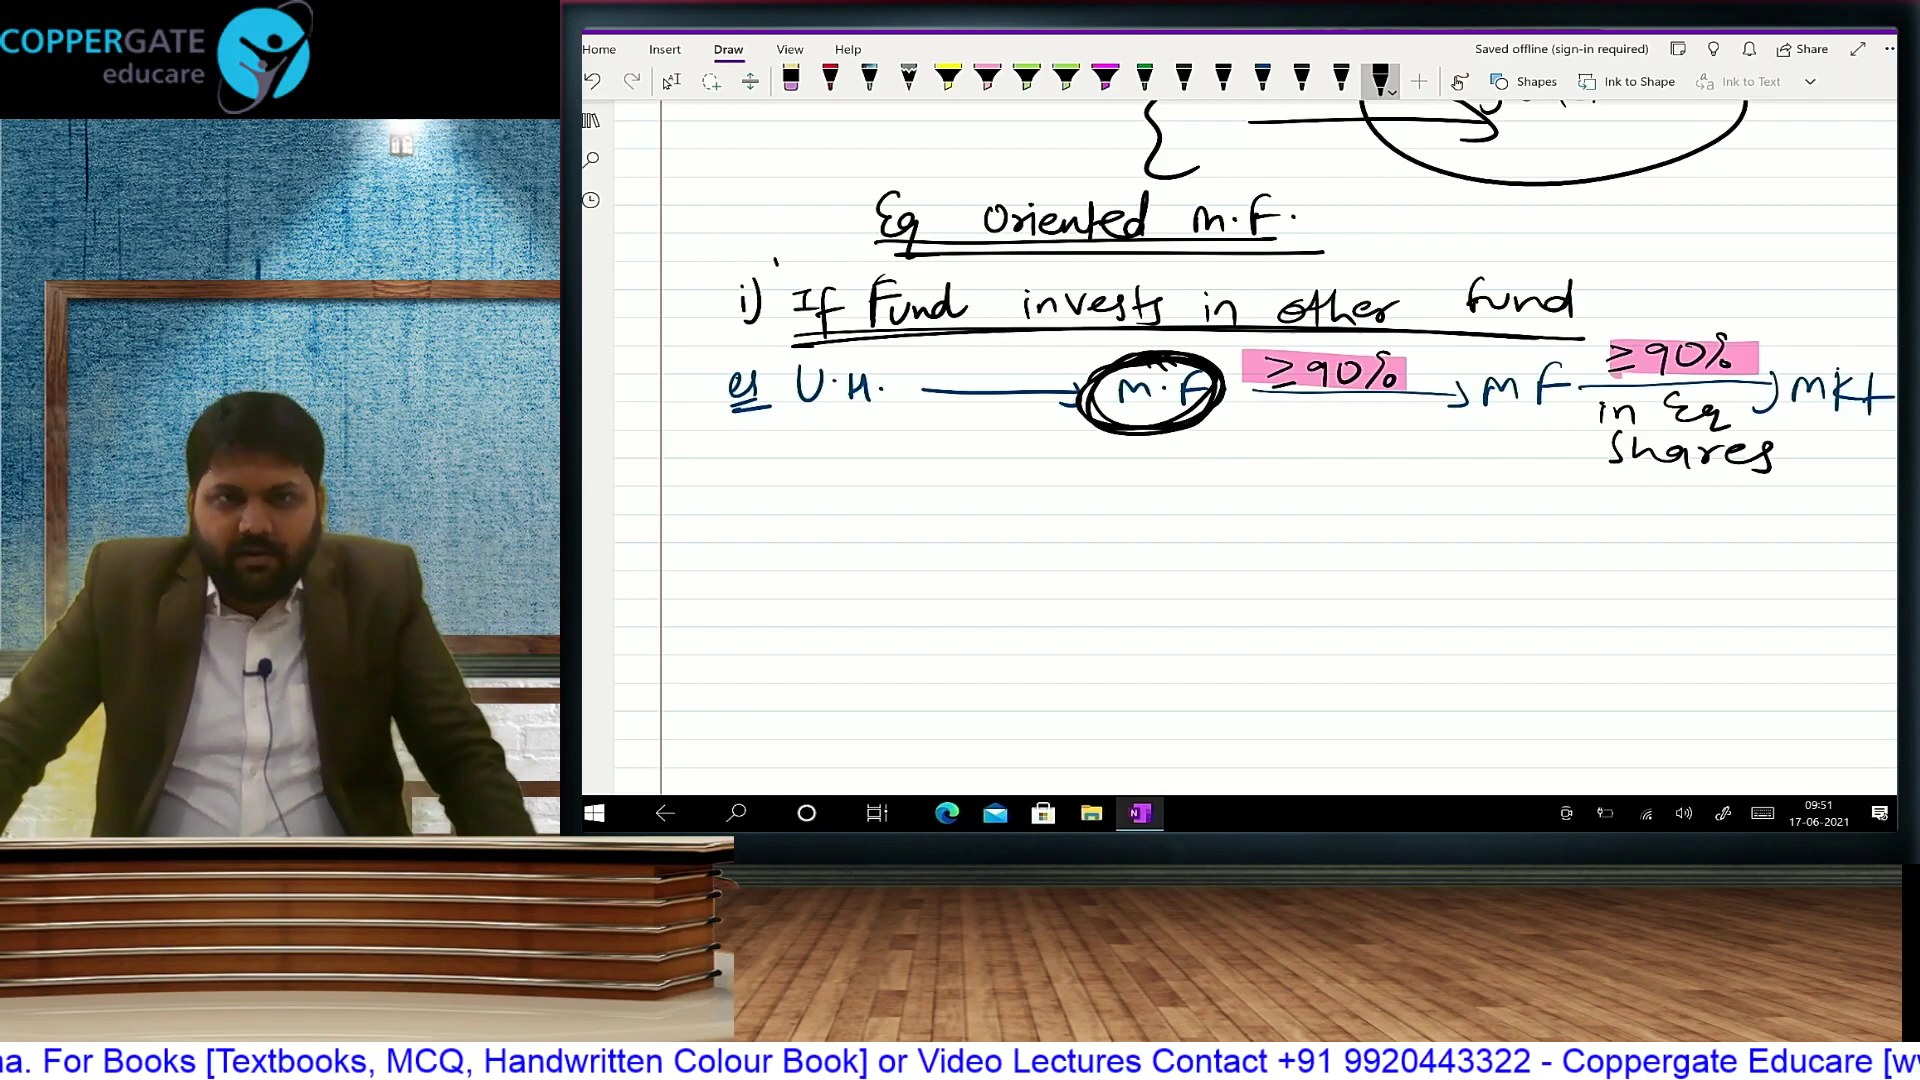 COPPERGATE
educare
Home Insert Draw View Help
Saved offline (sign-in required) Share
Shapes Ink to Shape Ink to Text
Eq Oriented M.F.
i) If Fund invests in other fund
eg U.H. M.F ≥90% MF ≥90% mkt
in Eq
Shares
09:51
17-06-2021
na. For Books [Textbooks, MCQ, Handwritten Colour Book] or Video Lectures Contact +91 9920443322 - Coppergate Educare [w